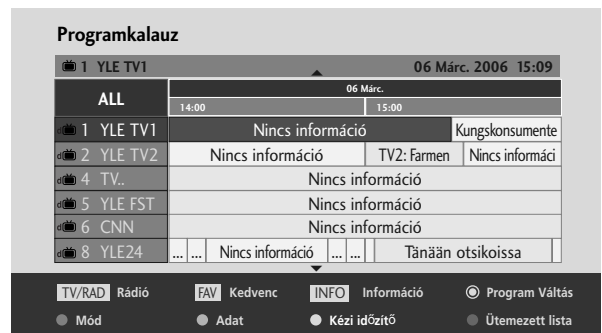 Programkalauz
1 YLE TV1 06 Márc. 2006 15:09
ALL 06 Márc.
14:00 15:00
1 YLE TV1 Nincs információ Kungskonsumente
2 YLE TV2 Nincs információ TV2: Farmen Nincs informáci
4 TV.. Nincs információ
5 YLE FST Nincs információ
6 CNN Nincs információ
8 YLE24 ... ... Nincs információ ... ... Tänään otsikoissa
TV/RAD Rádió FAV Kedvenc INFO Információ Program Váltás
Mód Adat Kézi időzítő Ütemezett lista